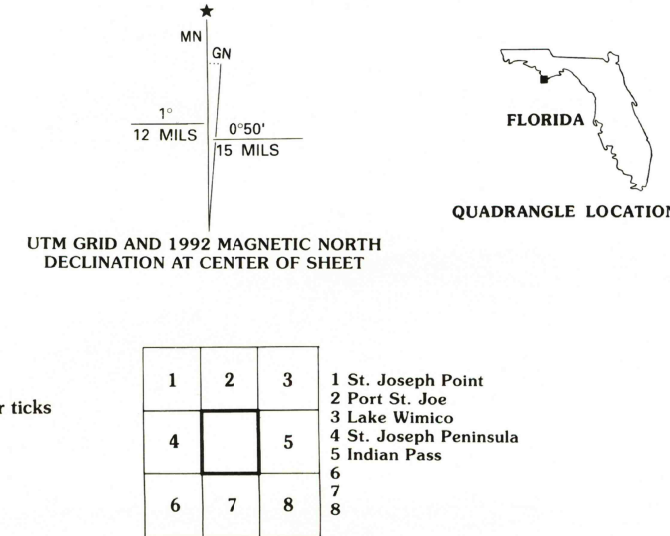 ★
MN
GN
1°
12 MILS
0°50'
15 MILS
UTM GRID AND 1992 MAGNETIC NORTH
DECLINATION AT CENTER OF SHEET
FLORIDA
QUADRANGLE LOCATION
r ticks
1 2 3
4 5
6 7 8
1 St. Joseph Point
2 Port St. Joe
3 Lake Wimico
4 St. Joseph Peninsula
5 Indian Pass
6
7
8